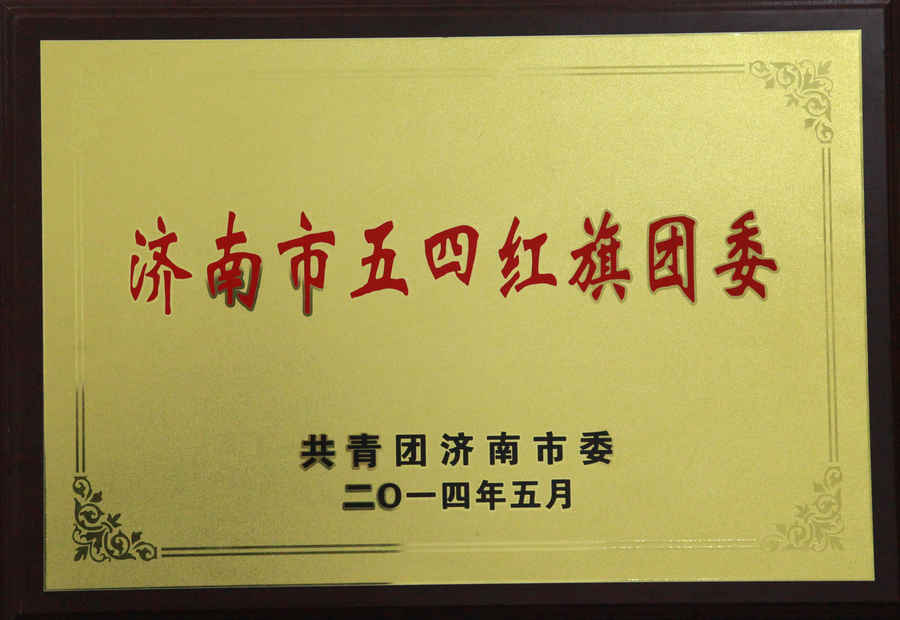 济南市五四红旗团委
共青团济南市委
二〇一四年五月